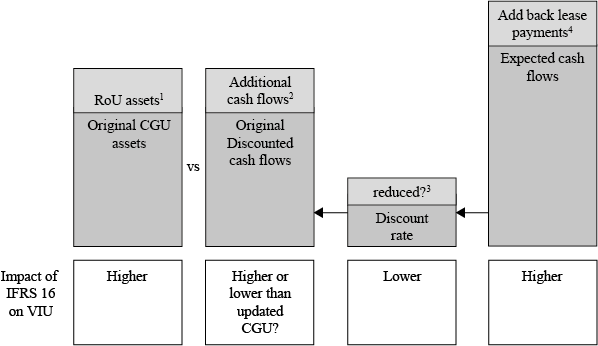 Add back lease
payments⁴
Expected cash
flows
RoU assets¹
Original CGU
assets
vs
Additional
cash flows²
Original
Discounted
cash flows
reduced?³
Discount
rate
Impact of
IFRS 16
on VIU
Higher
Higher or
lower than
updated
CGU?
Lower
Higher